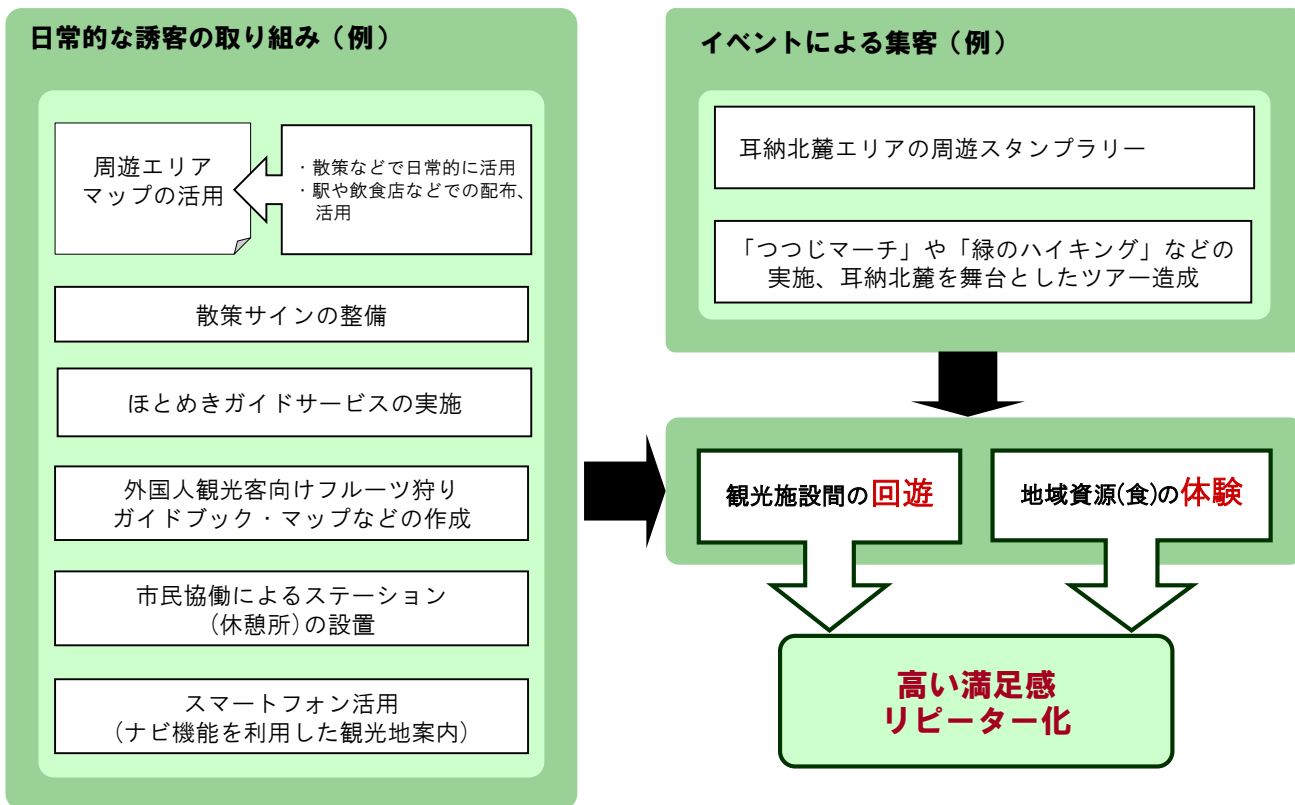 日常的な誘客の取り組み（例）
周遊エリア
マップの活用
・散策などで日常的に活用
・駅や飲食店などでの配布、
活用
散策サインの整備
ほとめきガイドサービスの実施
外国人観光客向けフルーツ狩り
ガイドブック・マップなどの作成
市民協働によるステーション
(休憩所)の設置
スマートフォン活用
(ナビ機能を利用した観光地案内)
イベントによる集客（例）
耳納北麓エリアの周遊スタンプラリー
「つつじマーチ」や「緑のハイキング」などの
実施、耳納北麓を舞台としたツアー造成
観光施設間の回遊
地域資源(食)の体験
高い満足感
リピーター化